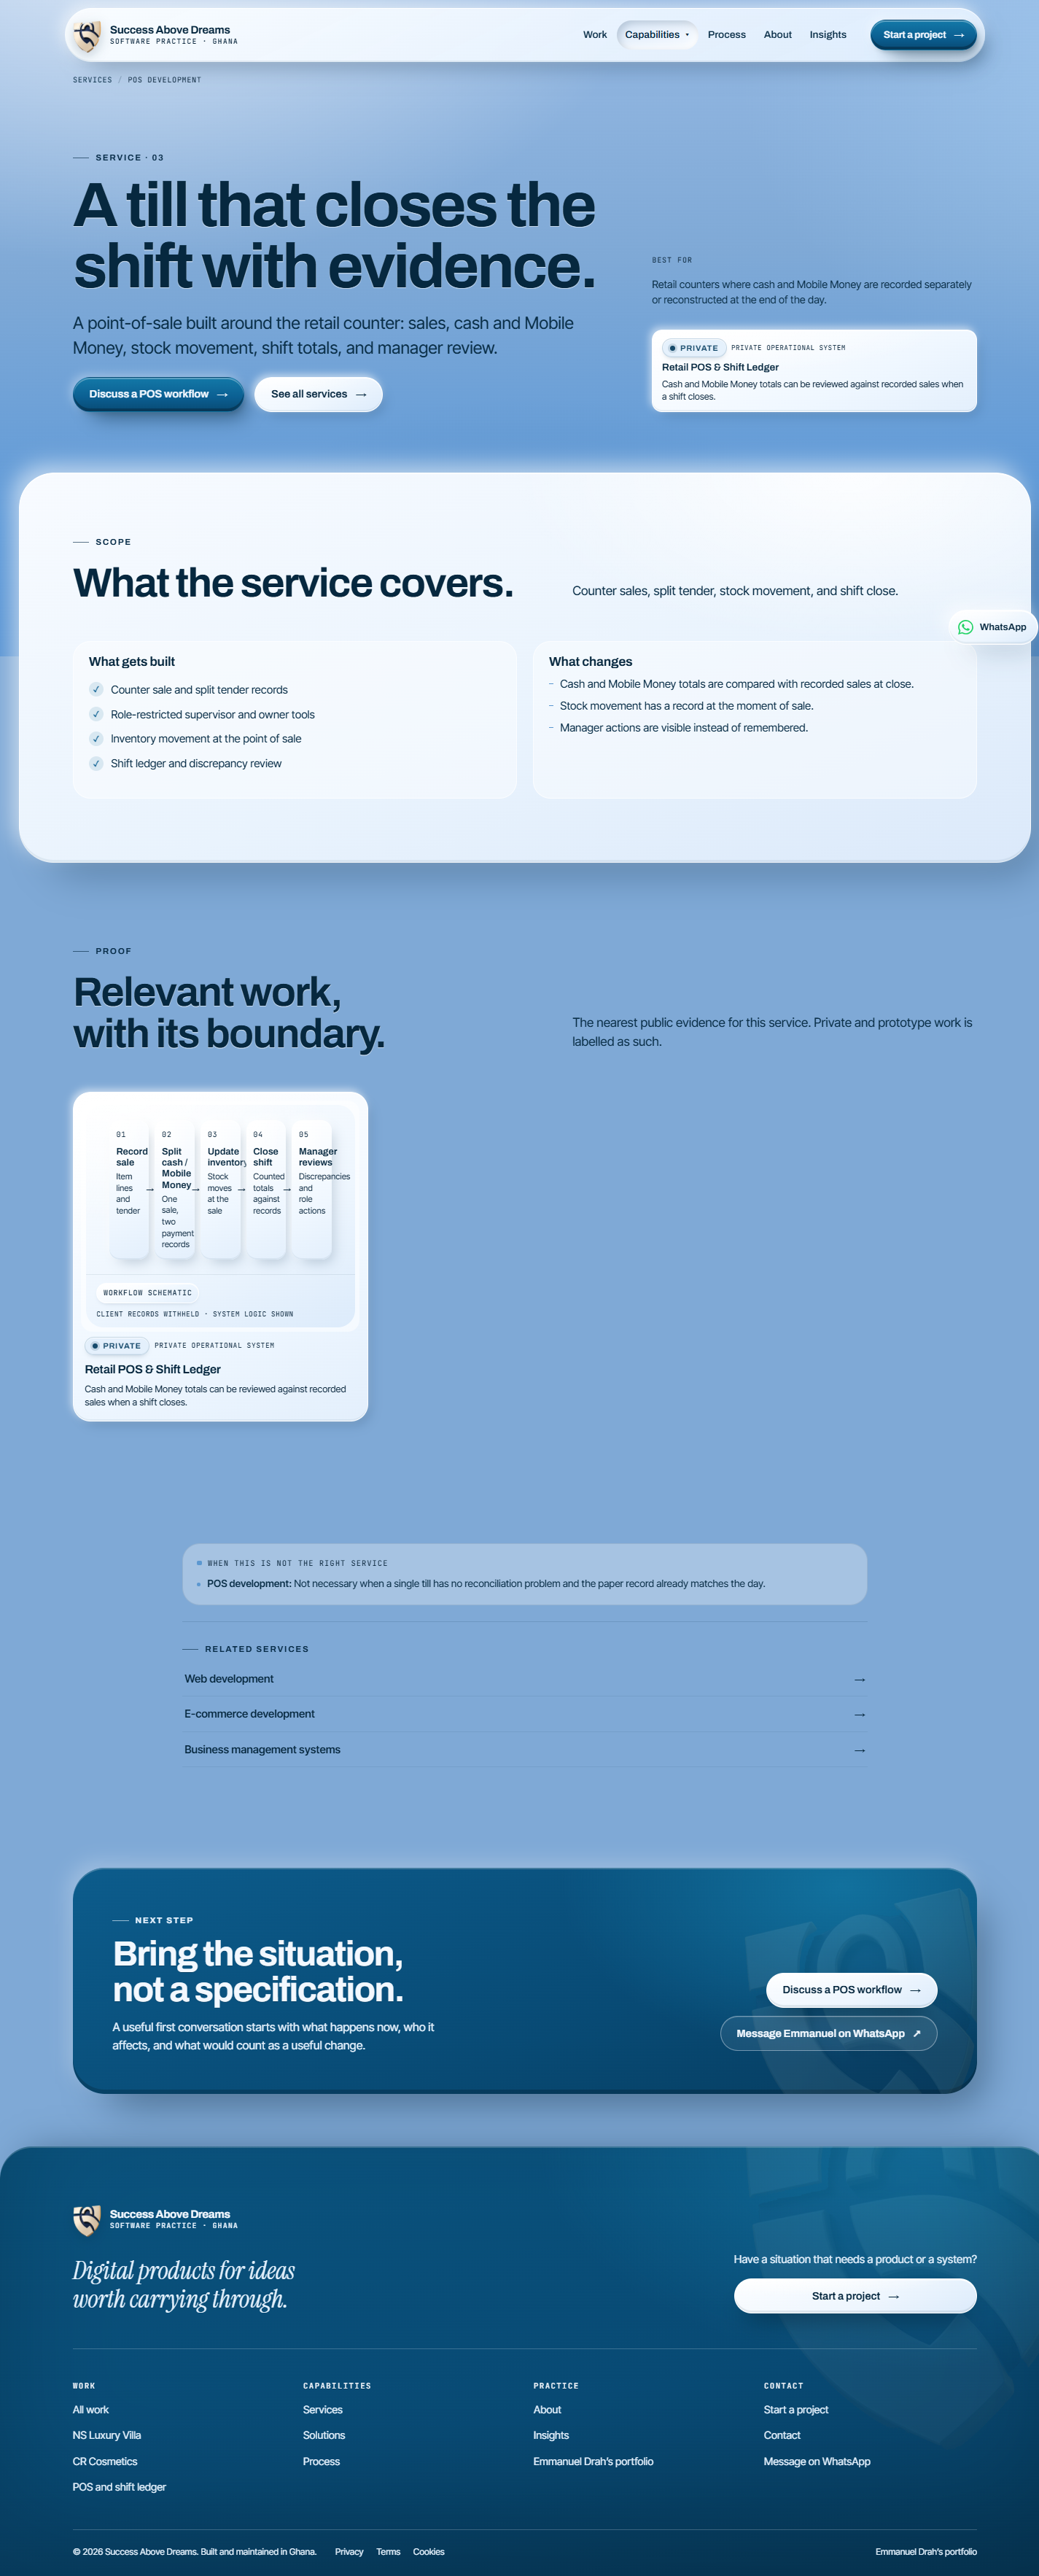 Success Above Dreams
SOFTWARE PRACTICE · GHANA
Work
Capabilities
Process
About
Insights
Start a project →
SERVICES / POS DEVELOPMENT
SERVICE · 03
A till that closes the
shift with evidence.
A point-of-sale built around the retail counter: sales, cash and Mobile
Money, stock movement, shift totals, and manager review.
Discuss a POS workflow →
See all services →
BEST FOR
Retail counters where cash and Mobile Money are recorded separately
or reconstructed at the end of the day.
PRIVATE
PRIVATE OPERATIONAL SYSTEM
Retail POS & Shift Ledger
Cash and Mobile Money totals can be reviewed against recorded sales when
a shift closes.
SCOPE
What the service covers.
Counter sales, split tender, stock movement, and shift close.
WhatsApp
What gets built
✓ Counter sale and split tender records
✓ Role-restricted supervisor and owner tools
✓ Inventory movement at the point of sale
✓ Shift ledger and discrepancy review
What changes
– Cash and Mobile Money totals are compared with recorded sales at close.
– Stock movement has a record at the moment of sale.
– Manager actions are visible instead of remembered.
PROOF
Relevant work,
with its boundary.
The nearest public evidence for this service. Private and prototype work is
labelled as such.
01
Record
sale
Item
lines
and
tender
→
02
Split
cash /
Mobile
Money
One
sale,
two
payment
records
→
03
Update
inventory
Stock
moves
at the
sale
→
04
Close
shift
Counted
totals
against
records
→
05
Manager
reviews
Discrepancies
and
role
actions
WORKFLOW SCHEMATIC
CLIENT RECORDS WITHHELD · SYSTEM LOGIC SHOWN
PRIVATE
PRIVATE OPERATIONAL SYSTEM
Retail POS & Shift Ledger
Cash and Mobile Money totals can be reviewed against recorded
sales when a shift closes.
WHEN THIS IS NOT THE RIGHT SERVICE
POS development: Not necessary when a single till has no reconciliation problem and the paper record already matches the day.
RELATED SERVICES
Web development →
E-commerce development →
Business management systems →
NEXT STEP
Bring the situation,
not a specification.
A useful first conversation starts with what happens now, who it
affects, and what would count as a useful change.
Discuss a POS workflow →
Message Emmanuel on WhatsApp ↗
Success Above Dreams
SOFTWARE PRACTICE · GHANA
Digital products for ideas
worth carrying through.
Have a situation that needs a product or a system?
Start a project →
WORK
All work
NS Luxury Villa
CR Cosmetics
POS and shift ledger
CAPABILITIES
Services
Solutions
Process
PRACTICE
About
Insights
Emmanuel Drah's portfolio
CONTACT
Start a project
Contact
Message on WhatsApp
© 2026 Success Above Dreams. Built and maintained in Ghana.
Privacy
Terms
Cookies
Emmanuel Drah's portfolio